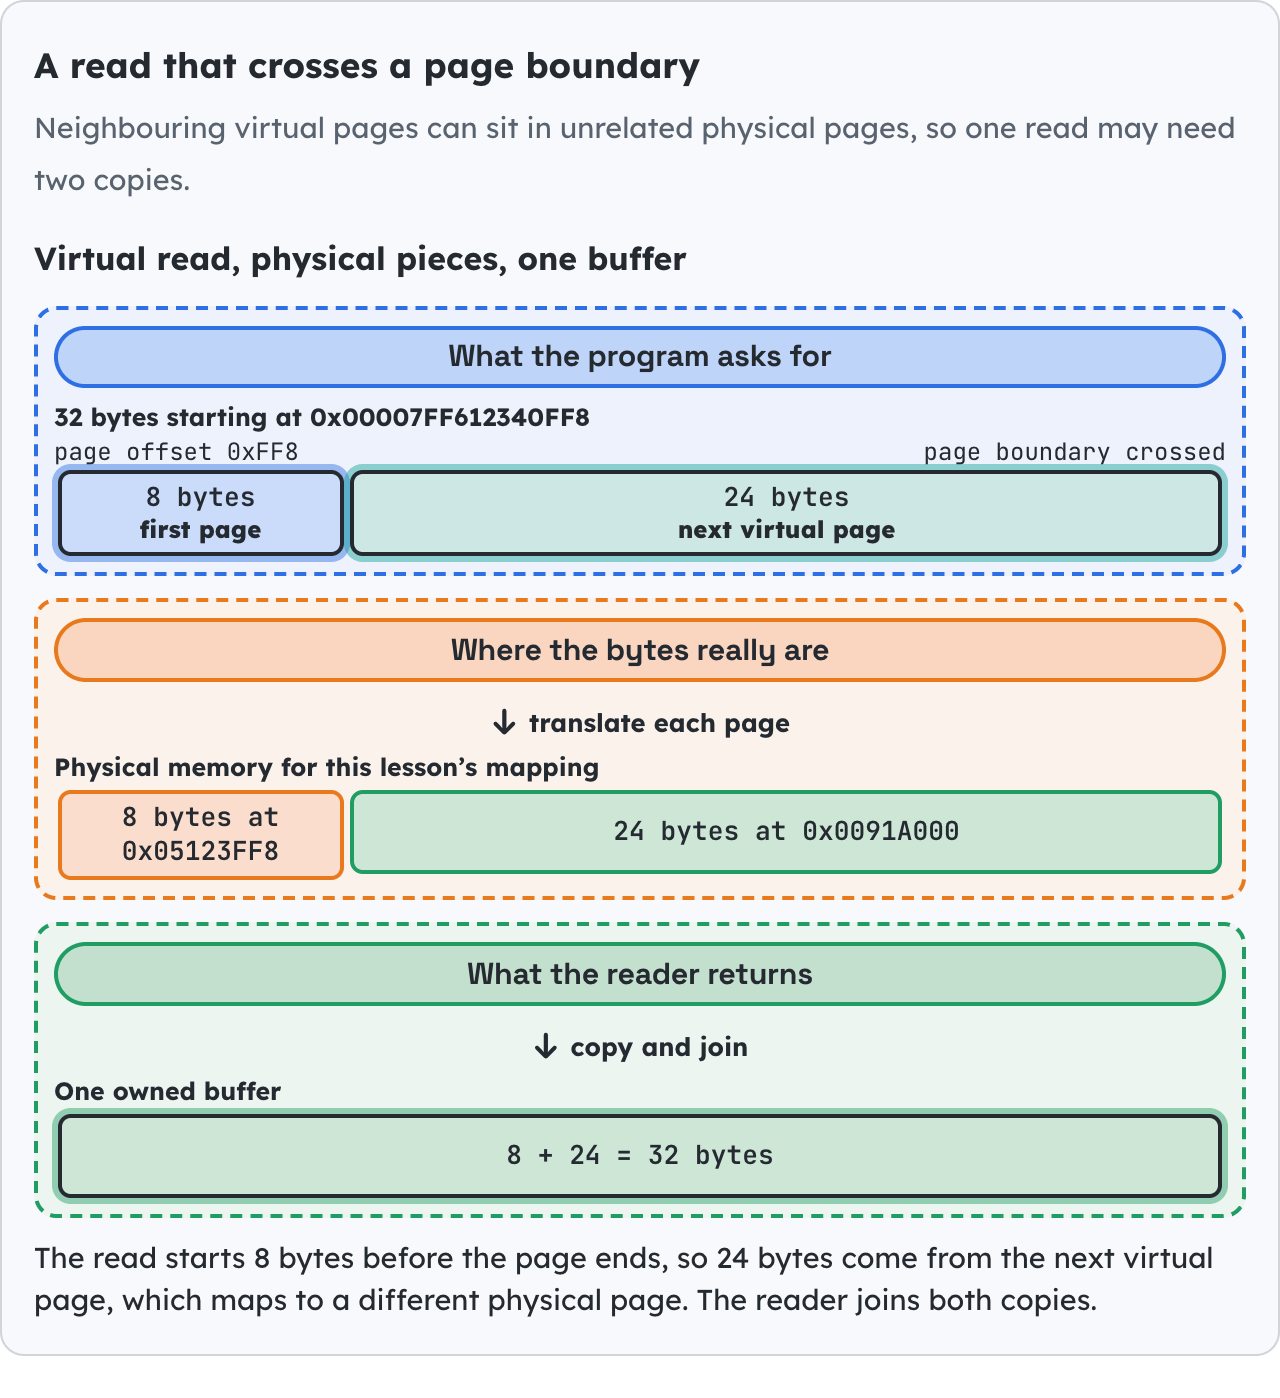 A read that crosses a page boundary
Neighbouring virtual pages can sit in unrelated physical pages, so one read may need
two copies.
Virtual read, physical pieces, one buffer
What the program asks for
32 bytes starting at 0x00007FF612340FF8
page offset 0xFF8
page boundary crossed
8 bytes
first page
24 bytes
next virtual page
Where the bytes really are
↓ translate each page
Physical memory for this lesson’s mapping
8 bytes at
0x05123FF8
24 bytes at 0x0091A000
What the reader returns
↓ copy and join
One owned buffer
8 + 24 = 32 bytes
The read starts 8 bytes before the page ends, so 24 bytes come from the next virtual
page, which maps to a different physical page. The reader joins both copies.